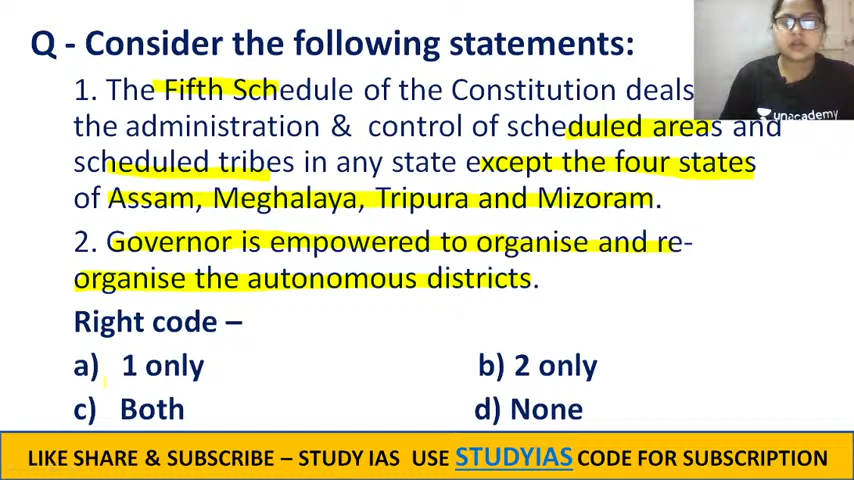 Q - Consider the following statements:
1. The Fifth Schedule of the Constitution deals
the administration & control of scheduled areas and
scheduled tribes in any state except the four states
of Assam, Meghalaya, Tripura and Mizoram.
2. Governor is empowered to organise and re-
organise the autonomous districts.
Right code –
a) 1 only
b) 2 only
c) Both
d) None
unacademy
LIKE SHARE & SUBSCRIBE – STUDY IAS USE STUDYIAS CODE FOR SUBSCRIPTION